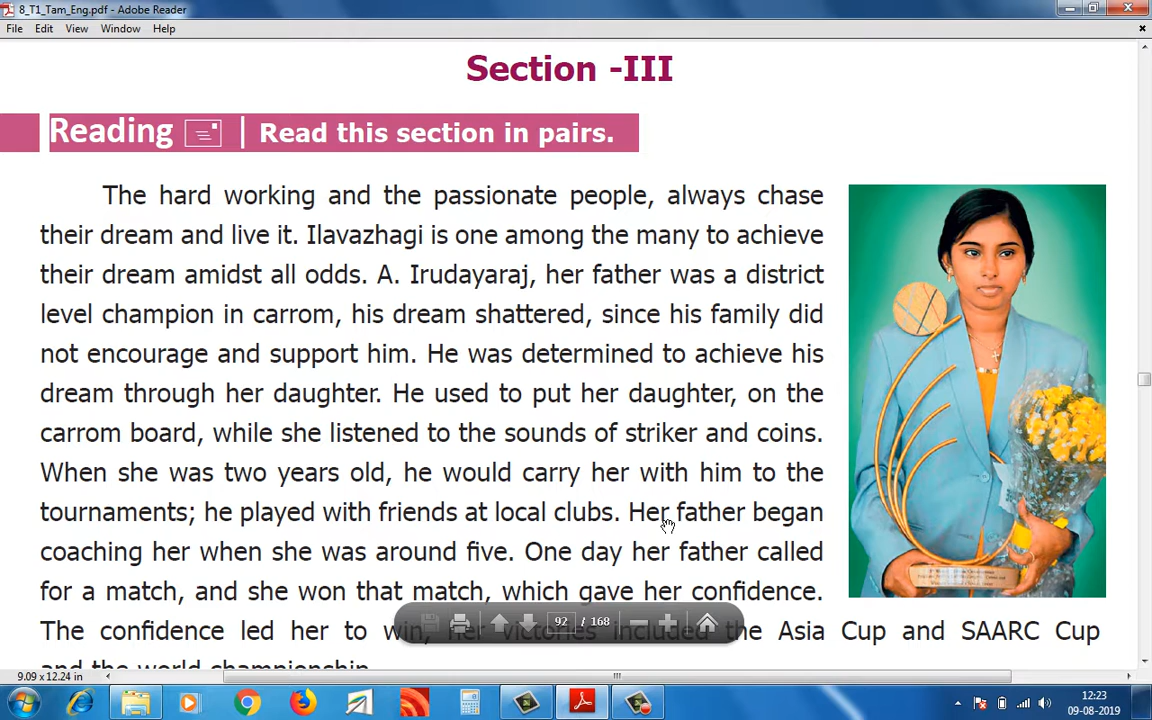 8_T1_Tam_Eng.pdf - Adobe Reader
File Edit View Window Help
Section -III
Reading | Read this section in pairs.
The hard working and the passionate people, always chase
their dream and live it. Ilavazhagi is one among the many to achieve
their dream amidst all odds. A. Irudayaraj, her father was a district
level champion in carrom, his dream shattered, since his family did
not encourage and support him. He was determined to achieve his
dream through her daughter. He used to put her daughter, on the
carrom board, while she listened to the sounds of striker and coins.
When she was two years old, he would carry her with him to the
tournaments; he played with friends at local clubs. Her father began
coaching her when she was around five. One day her father called
for a match, and she won that match, which gave her confidence.
The confidence led her to win, her victories included the Asia Cup and SAARC Cup
and the world championship.
92 / 168
9.09 x 12.24 in
12:23
09-08-2019